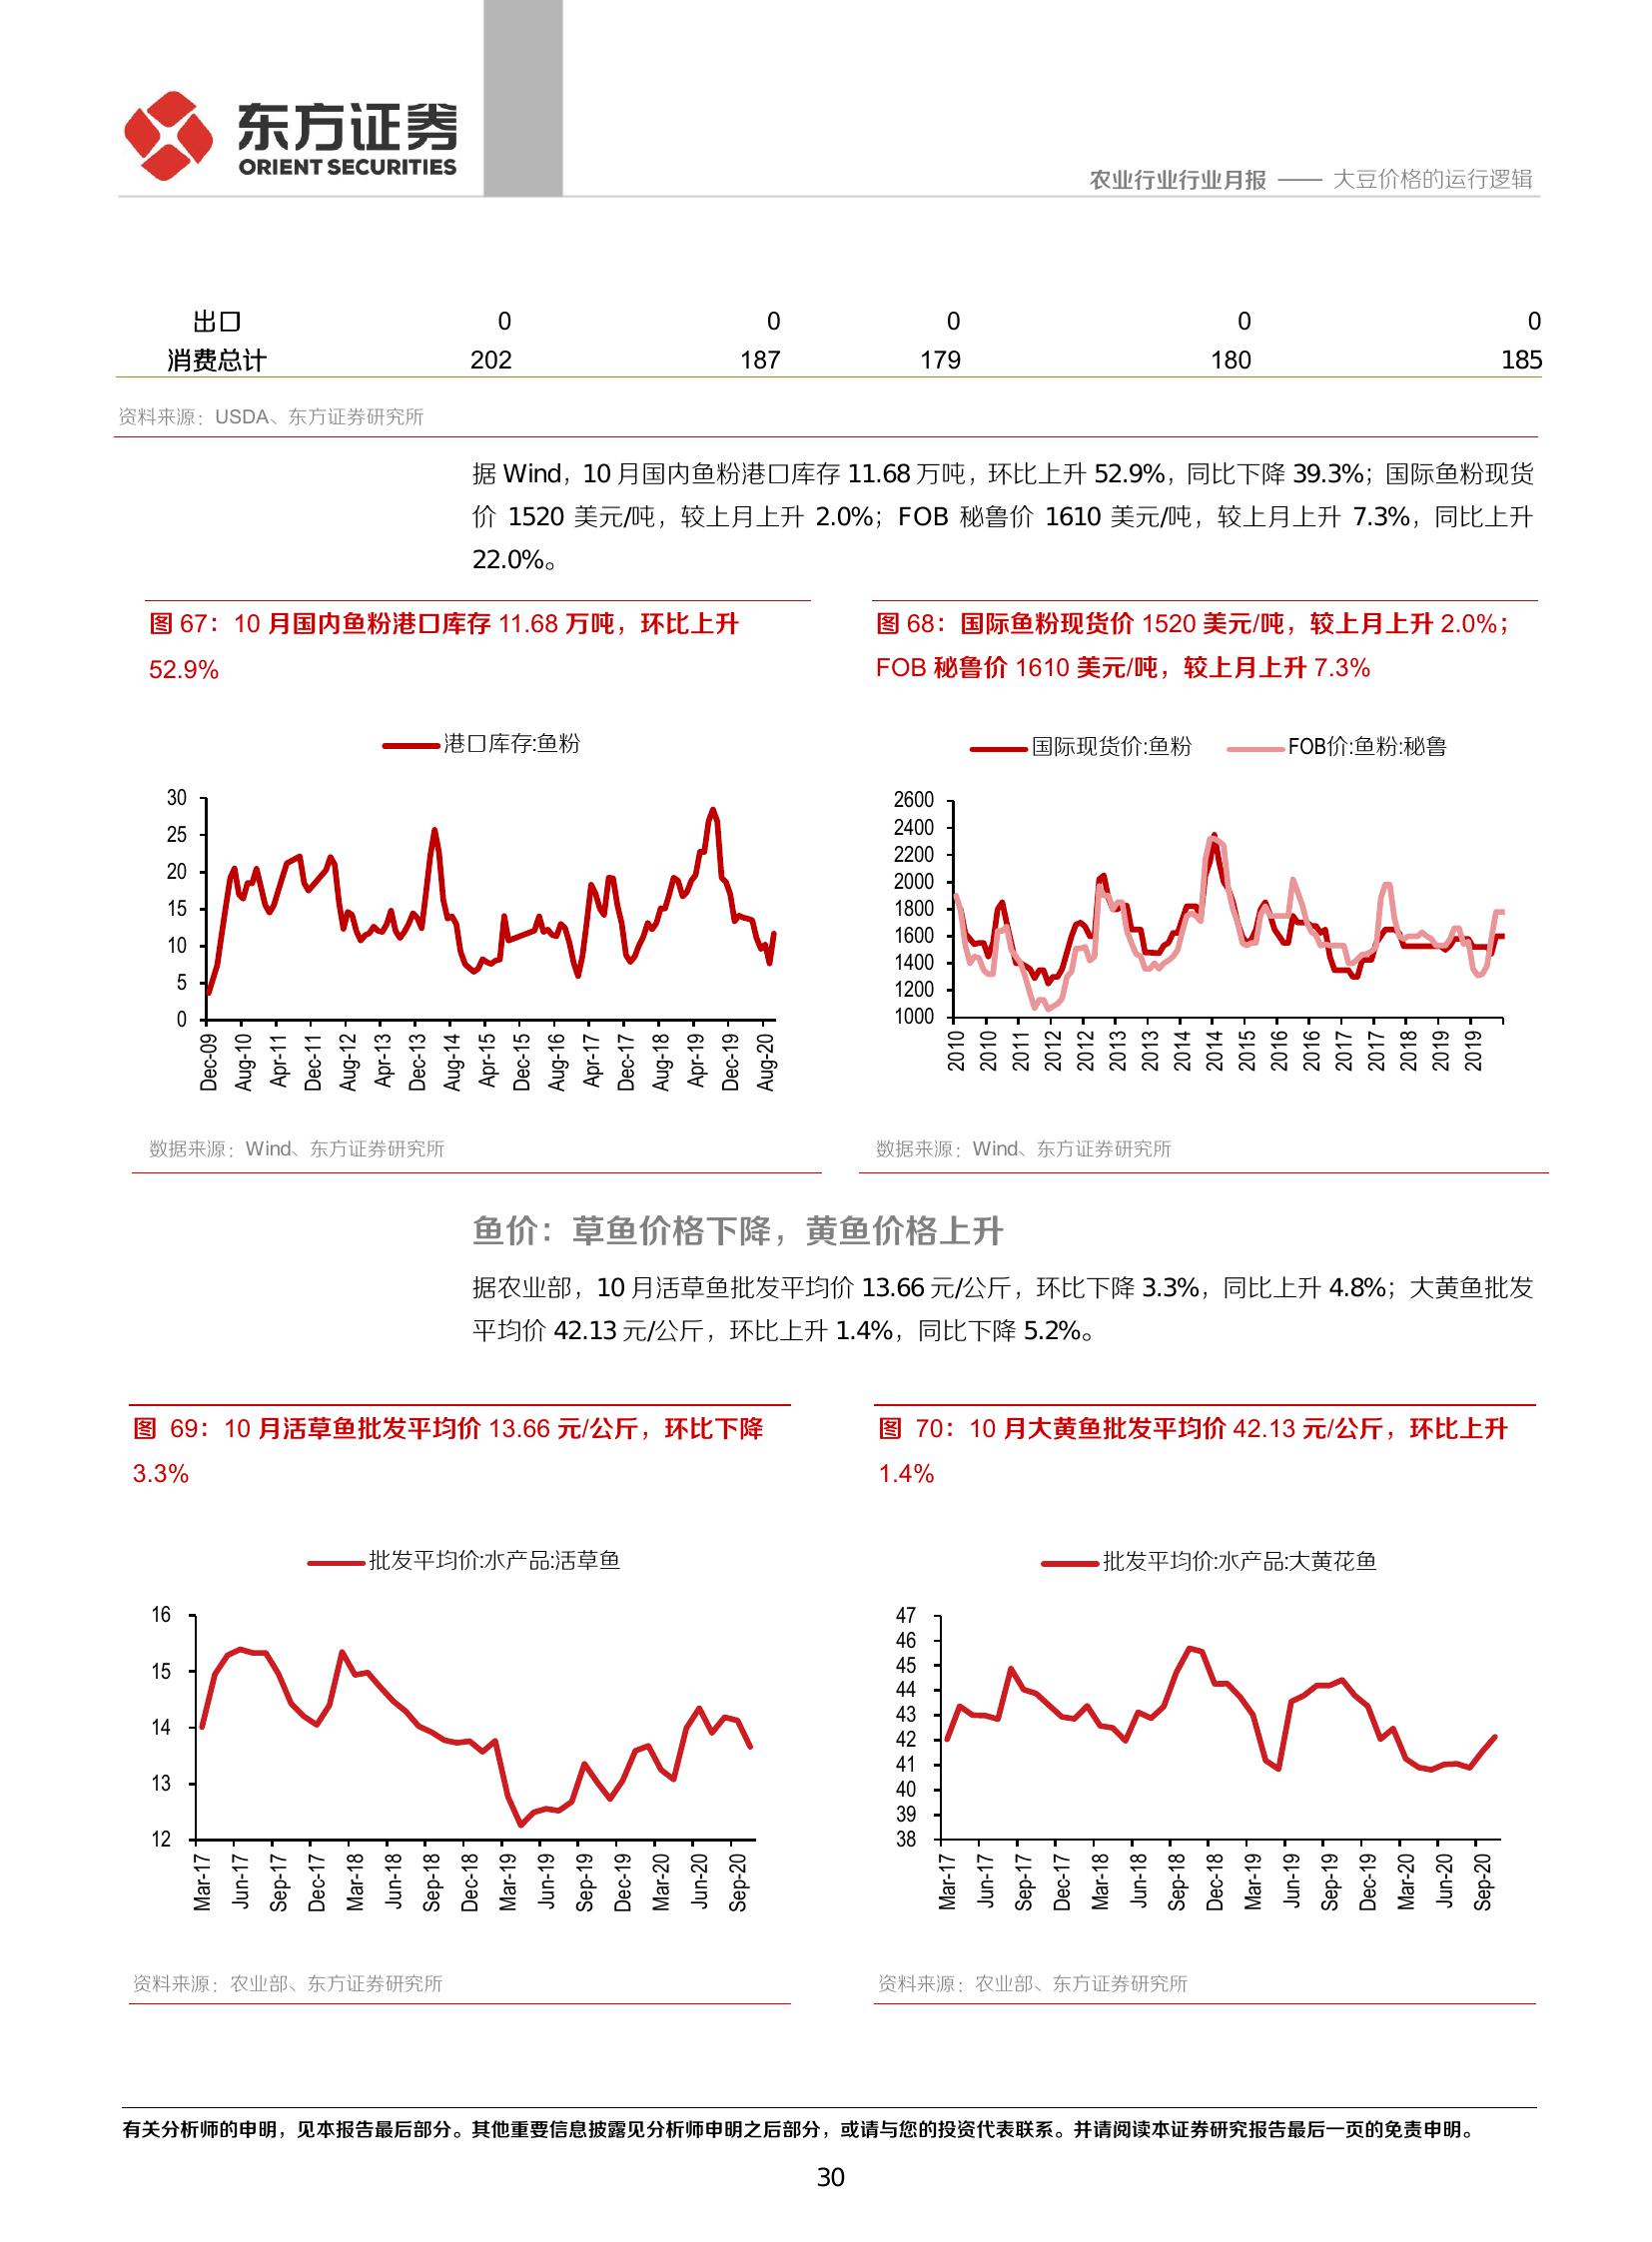 东方证券
ORIENT SECURITIES
农业行业行业月报 —— 大豆价格的运行逻辑
出口 0 0 0 0 0
消费总计 202 187 179 180 185
资料来源：USDA、东方证券研究所
据 Wind，10 月国内鱼粉港口库存 11.68 万吨，环比上升 52.9%，同比下降 39.3%；国际鱼粉现货
价 1520 美元/吨，较上月上升 2.0%；FOB 秘鲁价 1610 美元/吨，较上月上升 7.3%，同比上升
22.0%。
图 67：10 月国内鱼粉港口库存 11.68 万吨，环比上升
52.9%
港口库存:鱼粉
30
25
20
15
10
5
0
Dec-09 Aug-10 Apr-11 Dec-11 Aug-12 Apr-13 Dec-13 Aug-14 Apr-15 Dec-15 Aug-16 Apr-17 Dec-17 Aug-18 Apr-19 Dec-19 Aug-20
数据来源：Wind、东方证券研究所
图 68：国际鱼粉现货价 1520 美元/吨，较上月上升 2.0%；
FOB 秘鲁价 1610 美元/吨，较上月上升 7.3%
国际现货价:鱼粉 FOB价:鱼粉:秘鲁
2600
2400
2200
2000
1800
1600
1400
1200
1000
2010 2010 2011 2012 2012 2013 2013 2014 2014 2015 2016 2016 2017 2017 2018 2019 2019
数据来源：Wind、东方证券研究所
鱼价：草鱼价格下降，黄鱼价格上升
据农业部，10 月活草鱼批发平均价 13.66 元/公斤，环比下降 3.3%，同比上升 4.8%；大黄鱼批发
平均价 42.13 元/公斤，环比上升 1.4%，同比下降 5.2%。
图 69：10 月活草鱼批发平均价 13.66 元/公斤，环比下降
3.3%
批发平均价:水产品:活草鱼
16
15
14
13
12
Mar-17 Jun-17 Sep-17 Dec-17 Mar-18 Jun-18 Sep-18 Dec-18 Mar-19 Jun-19 Sep-19 Dec-19 Mar-20 Jun-20 Sep-20
资料来源：农业部、东方证券研究所
图 70：10 月大黄鱼批发平均价 42.13 元/公斤，环比上升
1.4%
批发平均价:水产品:大黄花鱼
47
46
45
44
43
42
41
40
39
38
Mar-17 Jun-17 Sep-17 Dec-17 Mar-18 Jun-18 Sep-18 Dec-18 Mar-19 Jun-19 Sep-19 Dec-19 Mar-20 Jun-20 Sep-20
资料来源：农业部、东方证券研究所
有关分析师的申明，见本报告最后部分。其他重要信息披露见分析师申明之后部分，或请与您的投资代表联系。并请阅读本证券研究报告最后一页的免责申明。
30